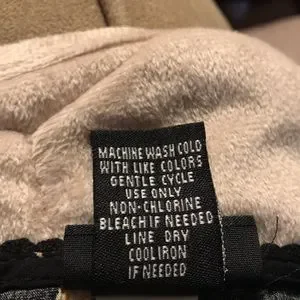 MACHINE WASH COLD
WITH LIKE COLORS
GENTLE CYCLE
USE ONLY
NON-CHLORINE
BLEACH IF NEEDED
LINE DRY
COOL IRON
IF NEEDED